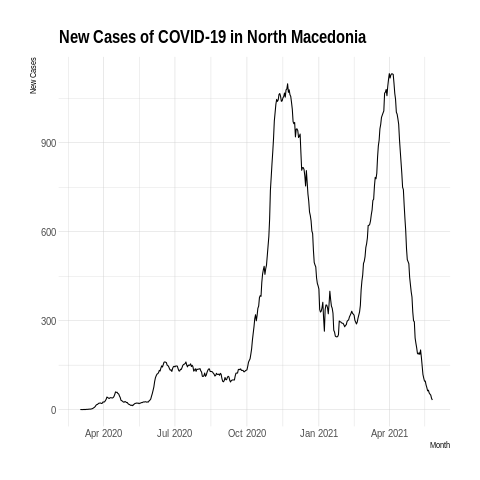 New Cases of COVID-19 in North Macedonia
New Cases
900
600
300
0
Apr 2020 Jul 2020 Oct 2020 Jan 2021 Apr 2021
Month